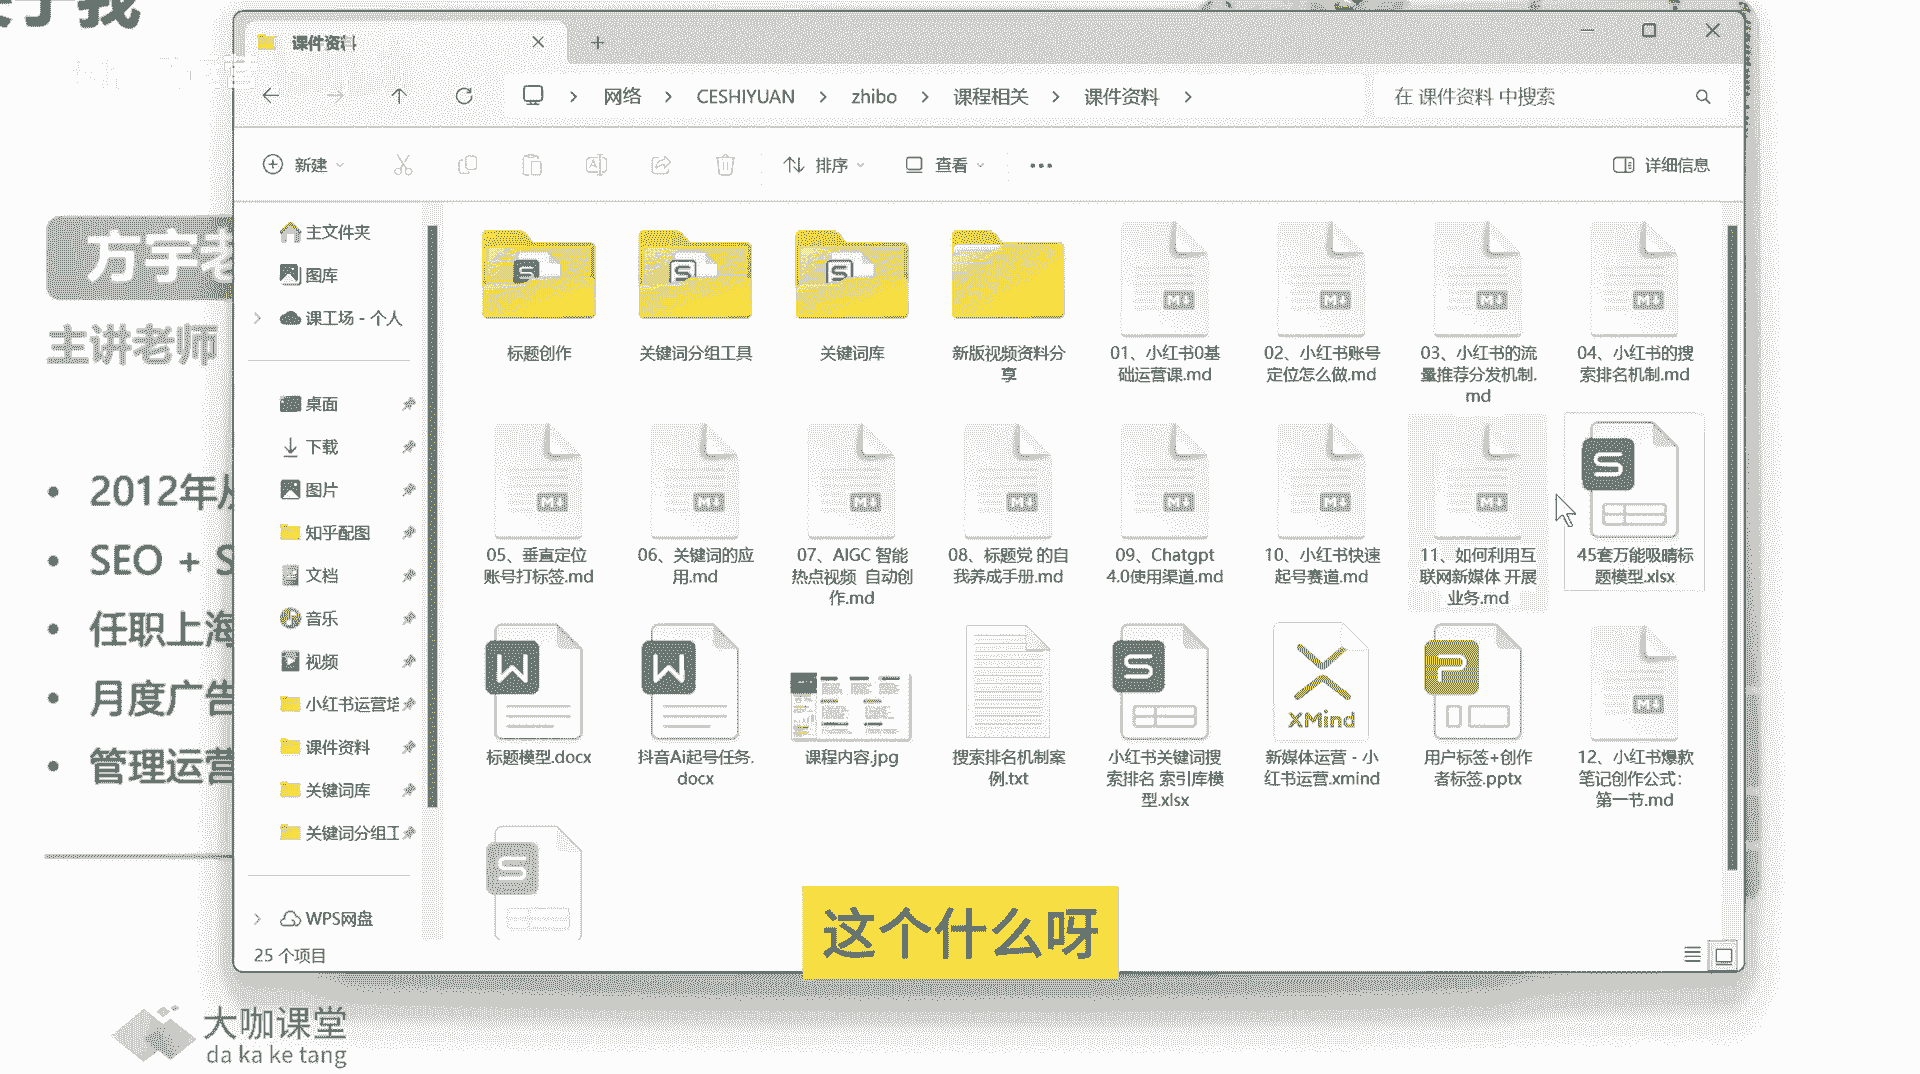 课件资料
网络 > CESHIYUAN > zhibo > 课程相关 > 课件资料 >
在 课件资料 中搜索
新建
排序
查看
详细信息
主文件夹
图库
课工场 - 个人
桌面
下载
图片
知乎配图
文档
音乐
视频
小红书运营塔
课件资料
关键词库
关键词分组工
WPS网盘
25 个项目
标题创作
关键词分组工具
关键词库
新版视频资料分
享
01、小红书0基
础运营课.md
02、小红书账号
定位怎么做.md
03、小红书的流
量推荐分发机制.
md
04、小红书的搜
索排名机制.md
05、垂直定位
账号打标签.md
06、关键词的应
用.md
07、AIGC 智能
热点视频 自动创
作.md
08、标题党 的自
我养成手册.md
09、Chatgpt
4.0使用渠道.md
10、小红书快速
起号赛道.md
11、如何利用互
联网新媒体 开展
业务.md
45套万能吸睛标
题模型.xlsx
标题模型.docx
抖音Ai起号任务.
docx
课程内容.jpg
搜索排名机制案
例.txt
小红书关键词搜
索排名 索引库模
型.xlsx
XMind
新媒体运营 - 小
红书运营.xmind
用户标签+创作
者标签.pptx
12、小红书爆款
笔记创作公式：
第一节.md
方宇老
主讲老师
• 2012年从
• SEO + S
• 任职上海
• 月度广告
• 管理运营
这个什么呀
大咖课堂
da ka ke tang